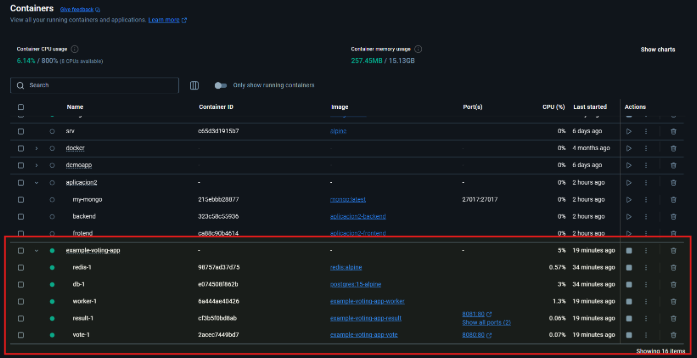 Containers Give feedback
View all your running containers and applications. Learn more
Container CPU usage
6.14% / 800% (8 CPUs available)
Container memory usage
257.45MB / 15.13GB
Show charts
Search
Only show running containers
Name Container ID Image Port(s) CPU (%) Last started Actions
srv c65d3d1915b7 alpine 0% 6 days ago
docker 0% 4 months ago
demoapp 0% 6 days ago
aplicacion2 - - - 0% 2 hours ago
my-mongo 215ebbb28877 mongo:latest 27017:27017 0% 2 hours ago
backend 323c58c55936 aplicacion2-backend 0% 2 hours ago
frotend ca88c90b4614 aplicacion2-frontend 0% 2 hours ago
example-voting-app - - - 5% 19 minutes ago
redis-1 98757ad37d75 redis:alpine 0.57% 34 minutes ago
db-1 e074508f862b postgres:15-alpine 3% 34 minutes ago
worker-1 6a444ae40426 example-voting-app-worker 1.3% 19 minutes ago
result-1 cf3b5f0bd8ab example-voting-app-result 8081:80 0.06% 19 minutes ago
Show all ports (2)
vote-1 2acec7449bd7 example-voting-app-vote 8080:80 0.07% 19 minutes ago
Showing 16 items